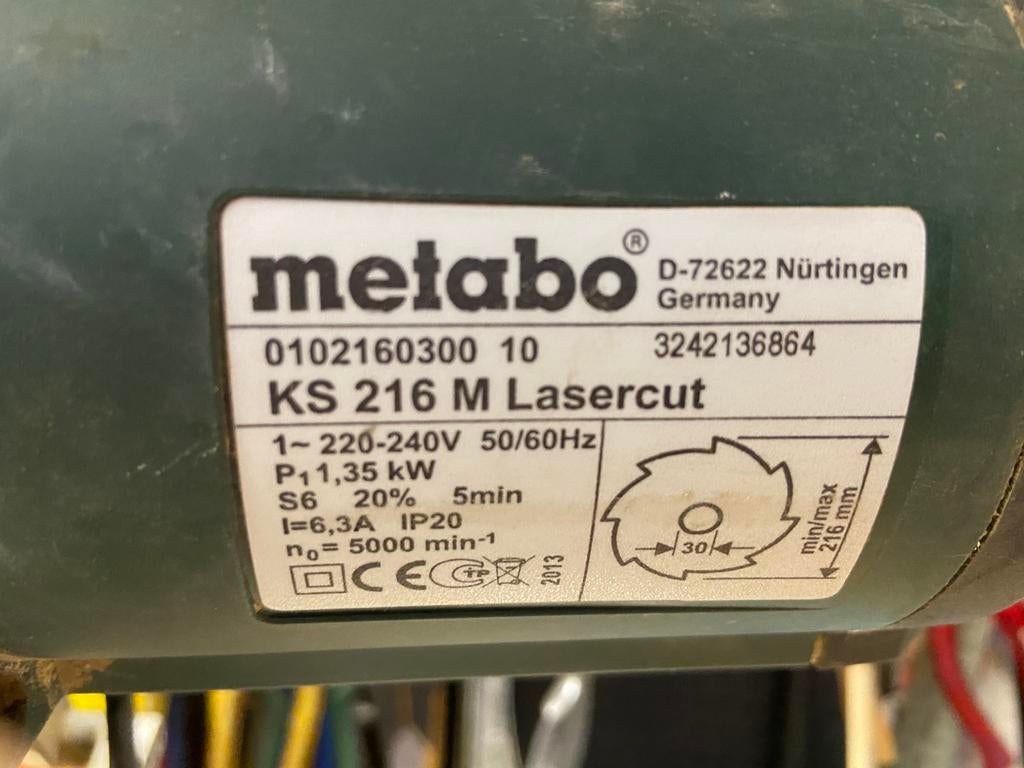 metabo®
D-72622 Nürtingen
Germany
0102160300 10
3242136864
KS 216 M Lasercut
1~ 220-240V 50/60Hz
P1 1,35 kW
S6 20% 5min
I=6,3A IP20
n0= 5000 min-1
CE
2013
30
min/max
216 mm